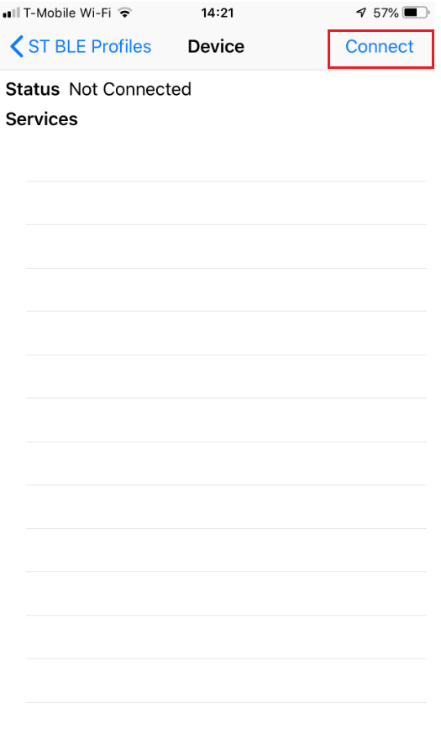 T-Mobile Wi-Fi 14:21 57%
ST BLE Profiles Device Connect
Status Not Connected
Services